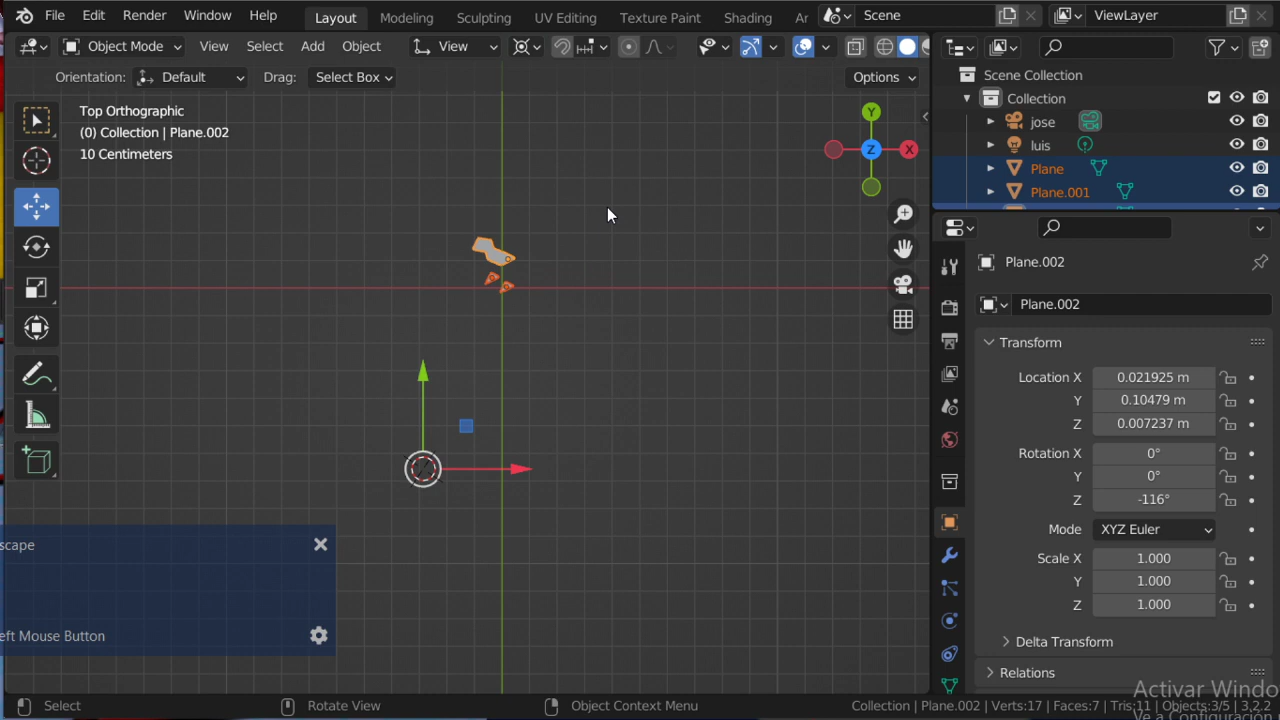 File Edit Render Window Help Layout Modeling Sculpting UV Editing Texture Paint Shading Scene ViewLayer
Object Mode View Select Add Object View
Orientation: Default Drag: Select Box Options
Top Orthographic
(0) Collection | Plane.002
10 Centimeters
Y
Z
X
Scene Collection
Collection
jose
luis
Plane
Plane.001
Plane.002
Plane.002
Transform
Location X 0.021925 m
Y 0.10479 m
Z 0.007237 m
Rotation X 0°
Y 0°
Z -116°
Mode XYZ Euler
Scale X 1.000
Y 1.000
Z 1.000
Delta Transform
Relations
scape
eft Mouse Button
Activar Windo
Select Rotate View Object Context Menu Collection | Plane.002 | Verts:17 | Faces:7 | Tris:11 | Objects:3/5 | 3.2.2